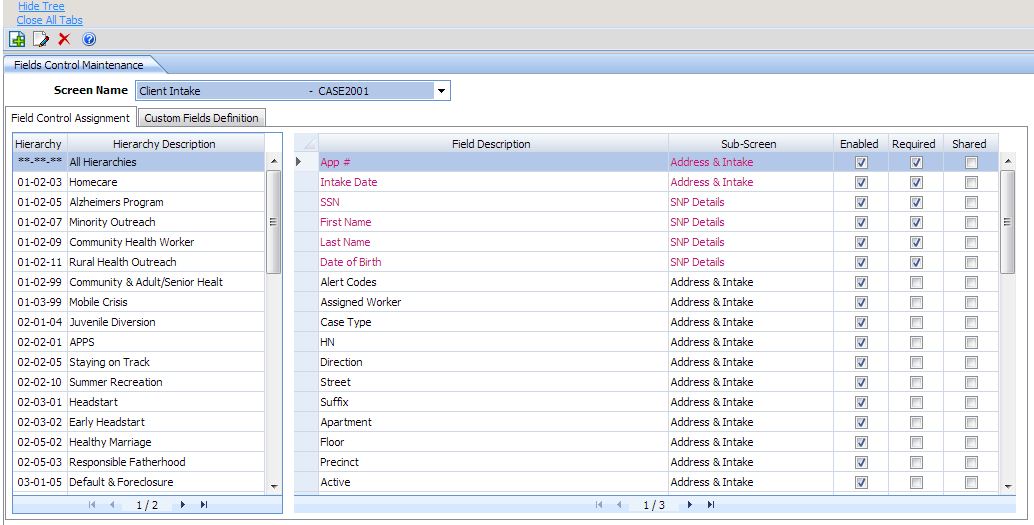 Hide Tree
Close All Tabs
Fields Control Maintenance
Screen Name Client Intake - CASE2001
Field Control Assignment Custom Fields Definition
Hierarchy Hierarchy Description
**-**-** All Hierarchies
01-02-03 Homecare
01-02-05 Alzheimers Program
01-02-07 Minority Outreach
01-02-09 Community Health Worker
01-02-11 Rural Health Outreach
01-02-99 Community & Adult/Senior Healt
01-03-99 Mobile Crisis
02-01-04 Juvenile Diversion
02-02-01 APPS
02-02-05 Staying on Track
02-02-10 Summer Recreation
02-03-01 Headstart
02-03-02 Early Headstart
02-05-02 Healthy Marriage
02-05-03 Responsible Fatherhood
03-01-05 Default & Foreclosure
1 / 2
Field Description Sub-Screen Enabled Required Shared
App # Address & Intake
Intake Date Address & Intake
SSN SNP Details
First Name SNP Details
Last Name SNP Details
Date of Birth SNP Details
Alert Codes Address & Intake
Assigned Worker Address & Intake
Case Type Address & Intake
HN Address & Intake
Direction Address & Intake
Street Address & Intake
Suffix Address & Intake
Apartment Address & Intake
Floor Address & Intake
Precinct Address & Intake
Active Address & Intake
1 / 3